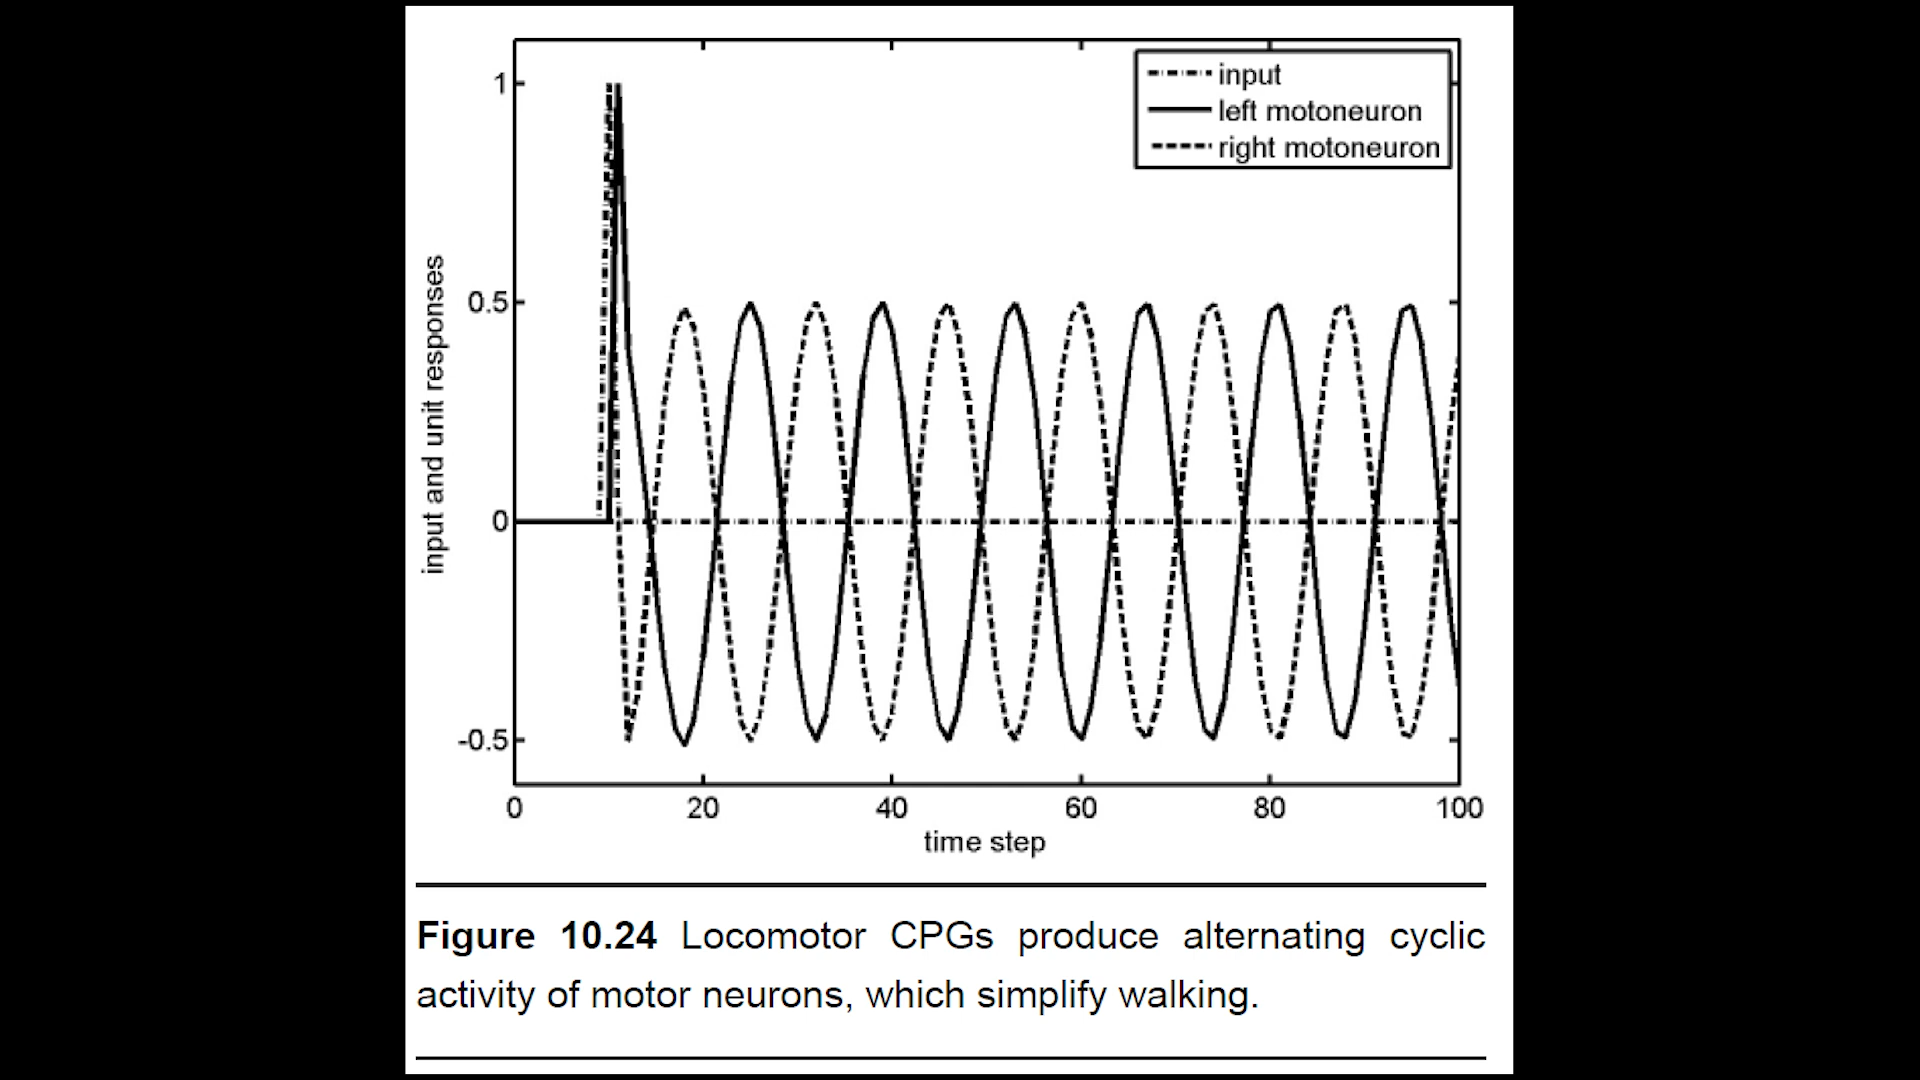 input
left motoneuron
right motoneuron
1
0.5
0
-0.5
input and unit responses
0 20 40 60 80 100
time step
Figure 10.24 Locomotor CPGs produce alternating cyclic
activity of motor neurons, which simplify walking.